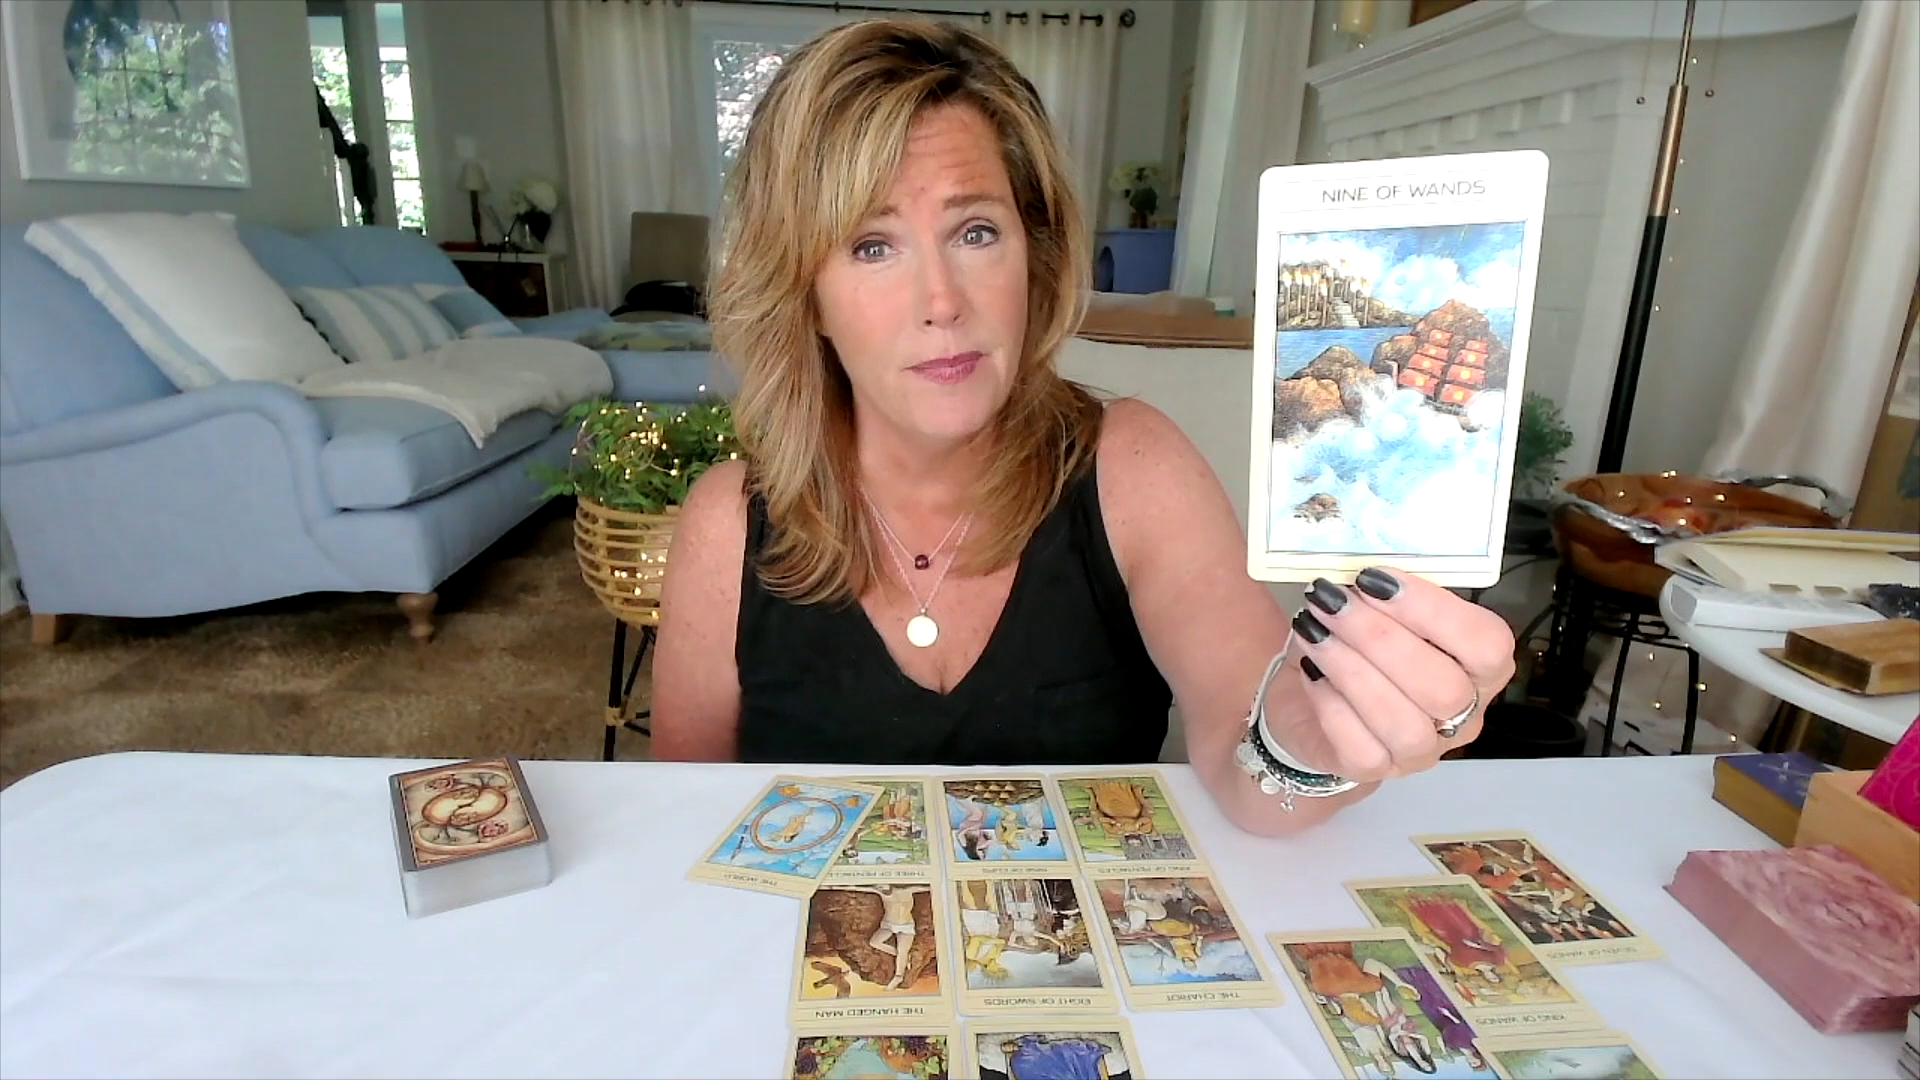 NINE OF WANDS
THE WORLD
THREE OF PENTACLE
NINE OF CUPS
KING OF PENTACLES
THE HANGED MAN
EIGHT OF SWORDS
THE CHARIOT
SEVEN OF WANDS
KING OF WANDS